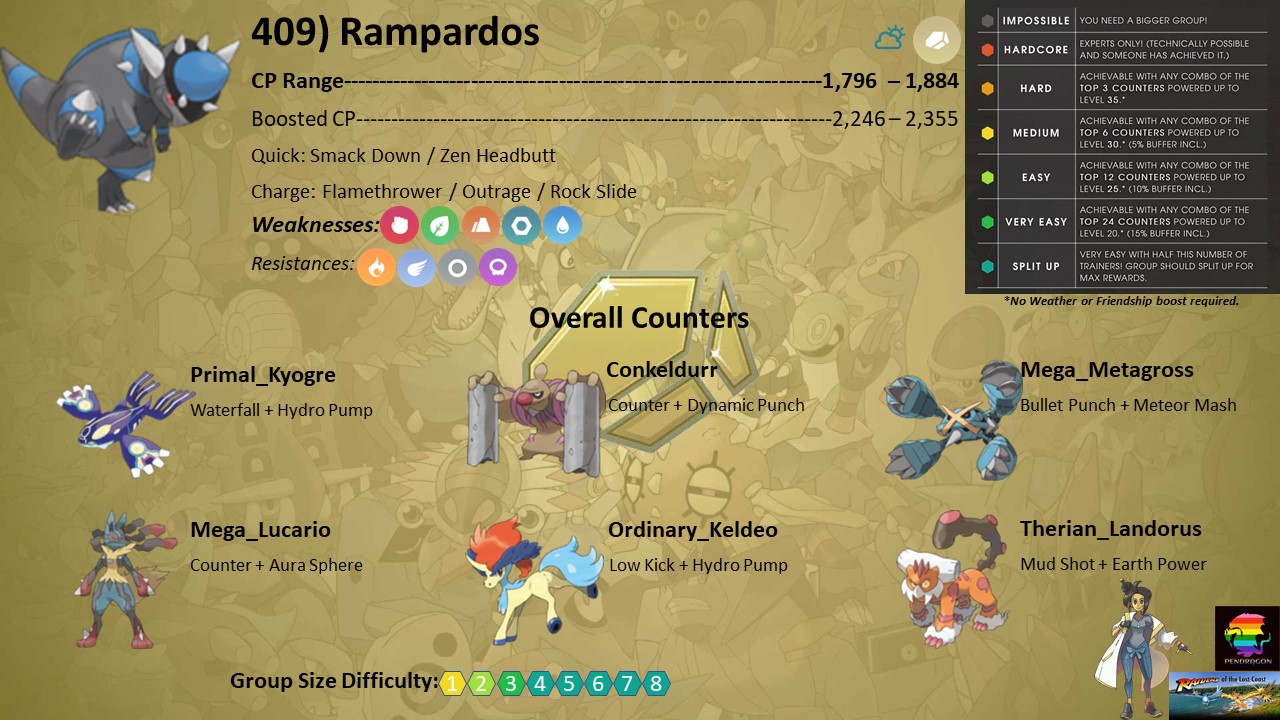 409) Rampardos
CP Range------------------------------------------------------------------------1,796 – 1,884
Boosted CP------------------------------------------------------------------------2,246 – 2,355
Quick: Smack Down / Zen Headbutt
Charge: Flamethrower / Outrage / Rock Slide
Weaknesses:
Resistances:
IMPOSSIBLE YOU NEED A BIGGER GROUP!
HARDCORE EXPERTS ONLY! (TECHNICALLY POSSIBLE
AND SOMEONE HAS ACHIEVED IT.)
HARD ACHIEVABLE WITH ANY COMBO OF THE
TOP 3 COUNTERS POWERED UP TO
LEVEL 35.*
MEDIUM ACHIEVABLE WITH ANY COMBO OF THE
TOP 6 COUNTERS POWERED UP TO
LEVEL 30.* (5% BUFFER INCL.)
EASY ACHIEVABLE WITH ANY COMBO OF THE
TOP 12 COUNTERS POWERED UP TO
LEVEL 25.* (10% BUFFER INCL.)
VERY EASY ACHIEVABLE WITH ANY COMBO OF THE
TOP 24 COUNTERS POWERED UP TO
LEVEL 20.* (15% BUFFER INCL.)
SPLIT UP VERY EASY WITH HALF THIS NUMBER OF
TRAINERS! GROUP SHOULD SPLIT UP FOR
MAX REWARDS.
*No Weather or Friendship boost required.
Overall Counters
Primal_Kyogre
Waterfall + Hydro Pump
Conkeldurr
Counter + Dynamic Punch
Mega_Metagross
Bullet Punch + Meteor Mash
Mega_Lucario
Counter + Aura Sphere
Ordinary_Keldeo
Low Kick + Hydro Pump
Therian_Landorus
Mud Shot + Earth Power
Group Size Difficulty: 1 2 3 4 5 6 7 8
PENDRAGON
RAIDERS of the Lost Coast